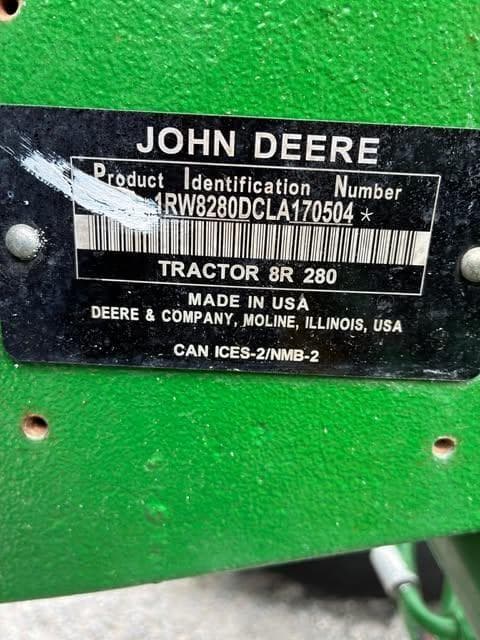 JOHN DEERE
Product Identification Number
1RW8280DCLA170504*
TRACTOR 8R 280
MADE IN USA
DEERE & COMPANY, MOLINE, ILLINOIS, USA
CAN ICES-2/NMB-2